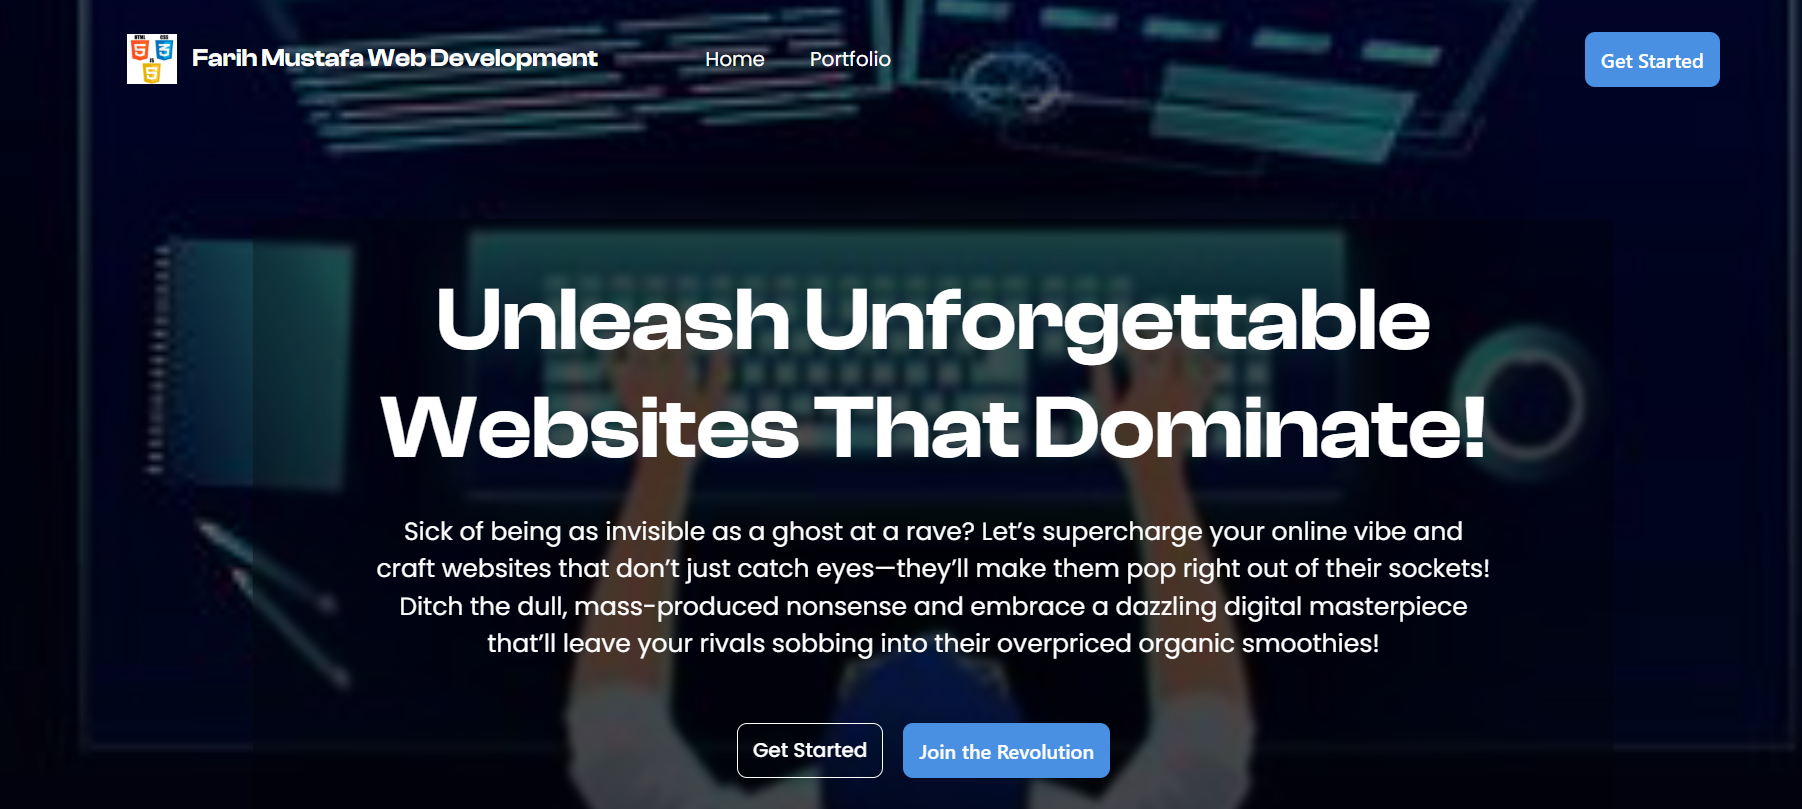 HTML CSS
JS
Farih Mustafa Web Development
Home
Portfolio
Get Started
Unleash Unforgettable
Websites That Dominate!
Sick of being as invisible as a ghost at a rave? Let’s supercharge your online vibe and
craft websites that don’t just catch eyes—they’ll make them pop right out of their sockets!
Ditch the dull, mass-produced nonsense and embrace a dazzling digital masterpiece
that’ll leave your rivals sobbing into their overpriced organic smoothies!
Get Started
Join the Revolution